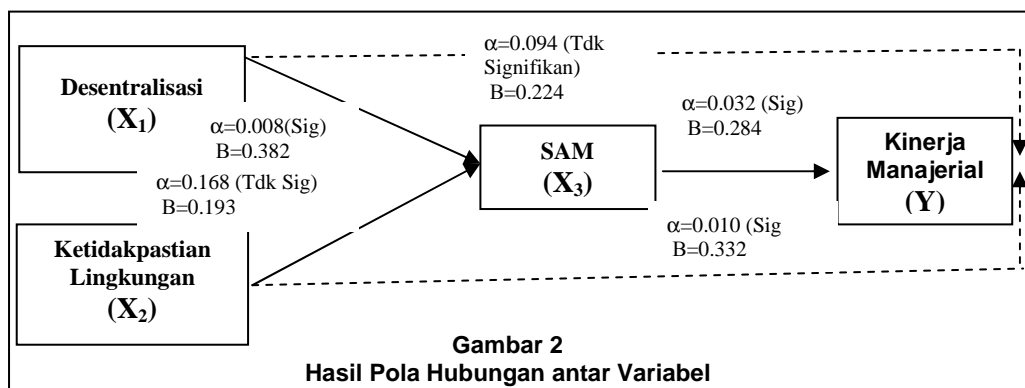 α=0.094 (Tdk
Signifikan)
B=0.224
Desentralisasi
(X1)
α=0.008(Sig)
B=0.382
α=0.032 (Sig)
B=0.284
SAM
(X3)
Kinerja
Manajerial
(Y)
α=0.168 (Tdk Sig)
B=0.193
α=0.010 (Sig
B=0.332
Ketidakpastian
Lingkungan
(X2)
Gambar 2
Hasil Pola Hubungan antar Variabel